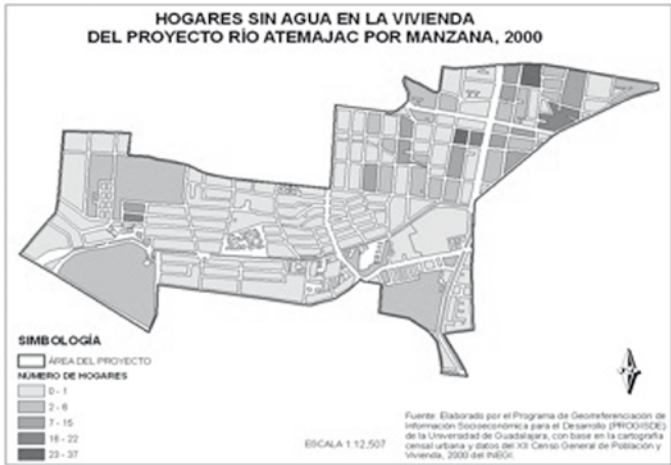 HOGARES SIN AGUA EN LA VIVIENDA
DEL PROYECTO RÍO ATEMAJAC POR MANZANA, 2000
SIMBOLOGÍA
ÁREA DEL PROYECTO
NÚMERO DE HOGARES
0 - 1
2 - 6
7 - 15
16 - 22
23 - 37
ESCALA 1:12,507
Fuente: Elaborado por el Programa de Georreferenciación de
Información Socioeconómica para el Desarrollo (PROGISDE)
de la Universidad de Guadalajara, con base en la cartografía
censal urbana y datos del XII Censo General de Población y
Vivienda, 2000 del INEGI.